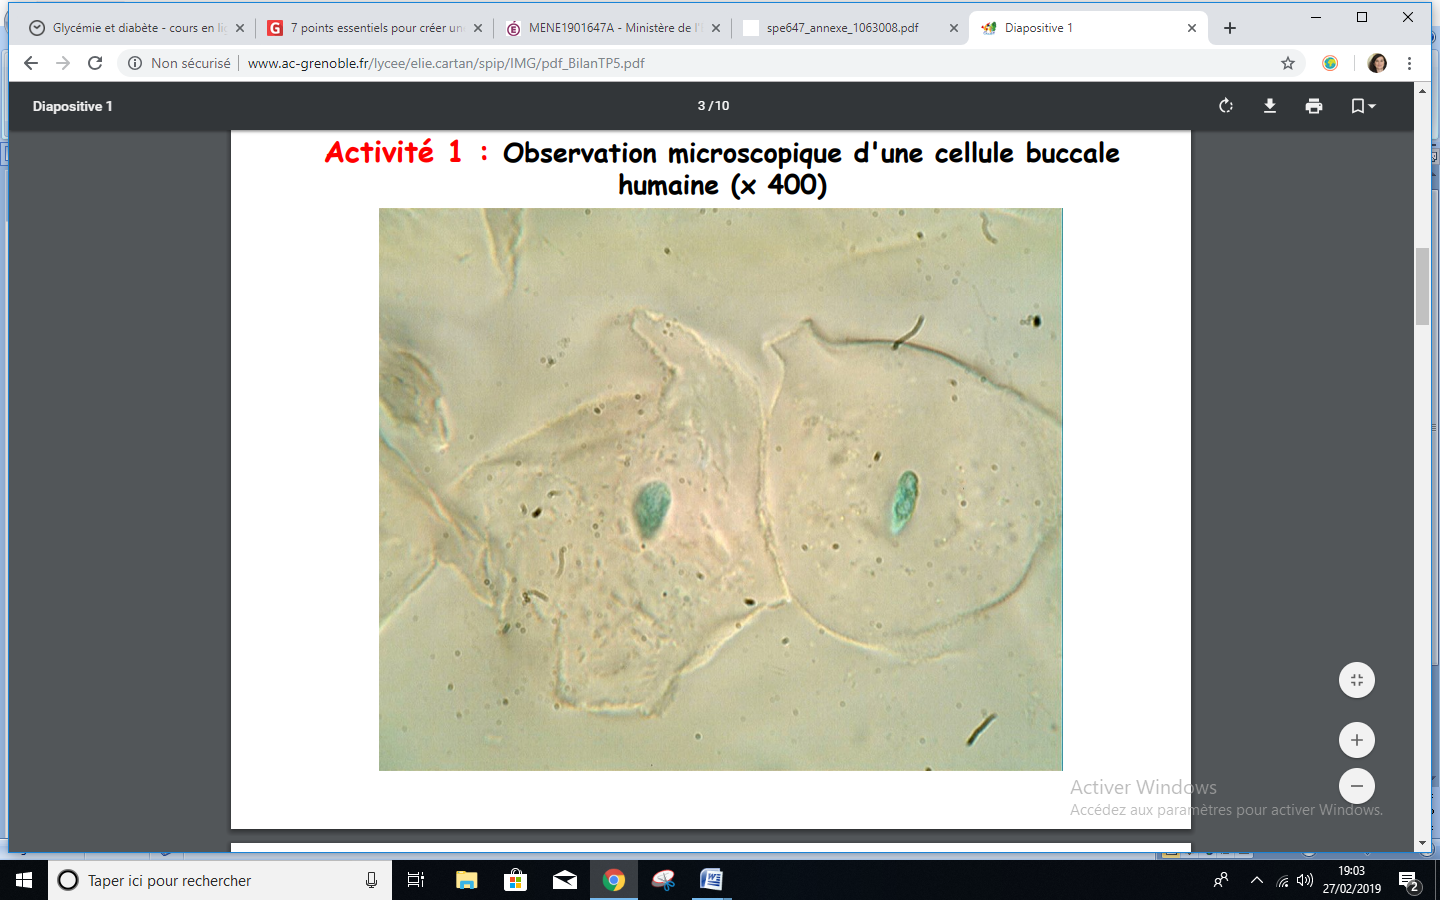 Glycémie et diabète - cours en li
7 points essentiels pour créer un
MENE1901647A - Ministère de l'
spe647_annexe_1063008.pdf
Diapositive 1
Non sécurisé
www.ac-grenoble.fr/lycee/elie.cartan/spip/IMG/pdf_BilanTP5.pdf
Diapositive 1
3 / 10
Activité 1 : Observation microscopique d'une cellule buccale
humaine (x 400)
Activer Windows
Accédez aux paramètres pour activer Windows.
Taper ici pour rechercher
19:03
27/02/2019
2